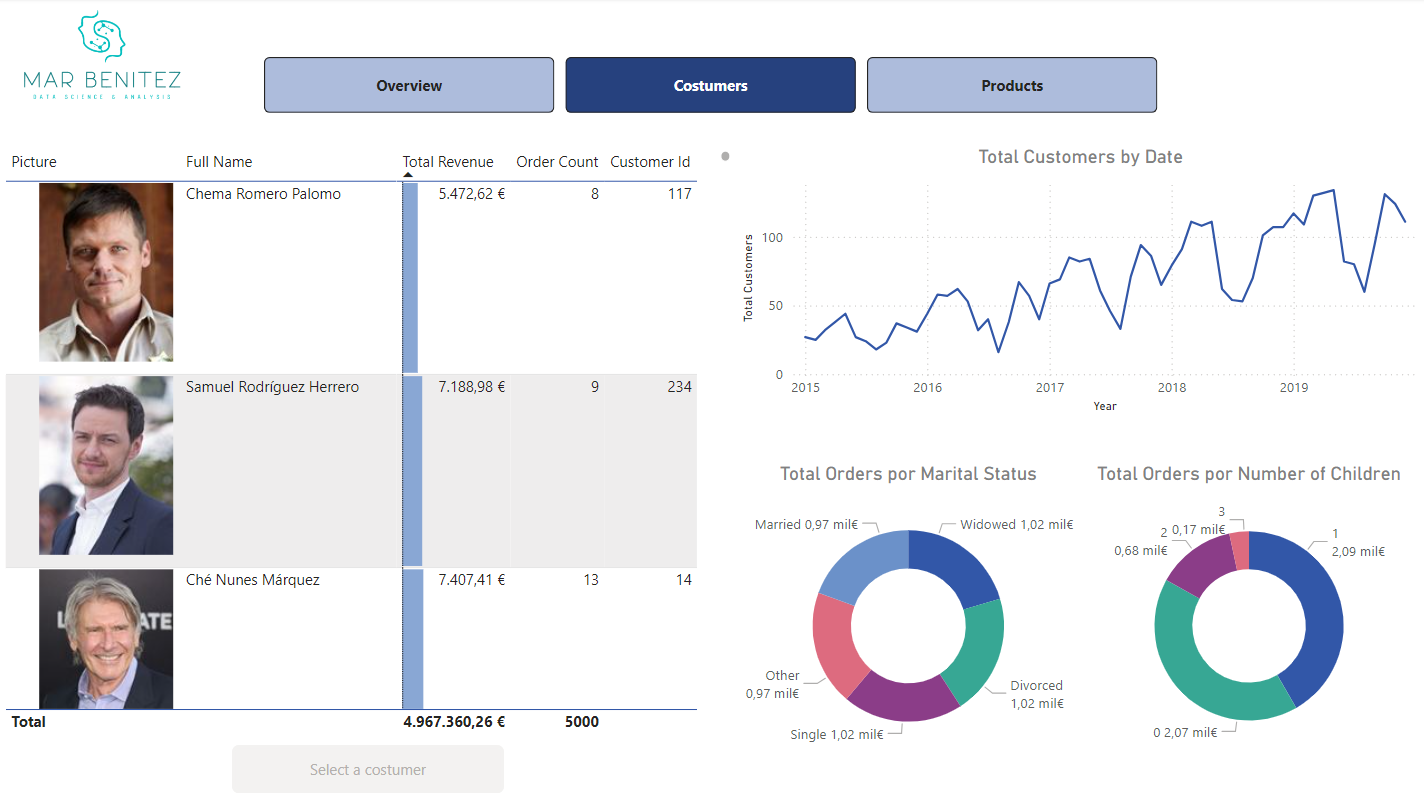 MAR BENITEZ
DATA SCIENCE & ANALYSIS
Overview
Costumers
Products
Picture Full Name Total Revenue Order Count Customer Id
Chema Romero Palomo 5.472,62 € 8 117
Samuel Rodríguez Herrero 7.188,98 € 9 234
Ché Nunes Márquez 7.407,41 € 13 14
Total 4.967.360,26 € 5000
Select a costumer
Total Customers by Date
Total Customers
100
50
0
2015 2016 2017 2018 2019
Year
Total Orders por Marital Status
Married 0,97 mil€
Widowed 1,02 mil€
Other
0,97 mil€
Divorced
1,02 mil€
Single 1,02 mil€
Total Orders por Number of Children
3
0,17 mil€
2
0,68 mil€
1
2,09 mil€
0 2,07 mil€